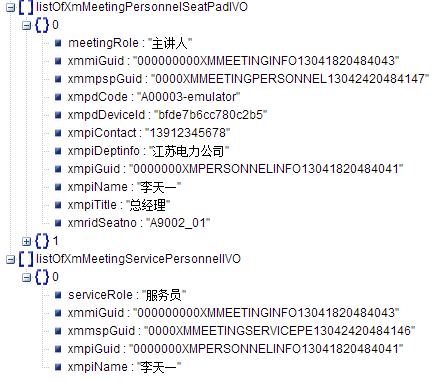 listOfXmMeetingPersonnelSeatPadIVO
0
meetingRole : "主讲人"
xmmiGuid : "000000000XMMEETINGINFO13041820484043"
xmmpspGuid : "0000XMMEETINGPERSONNEL13042420484147"
xmpdCode : "A00003-emulator"
xmpdDeviceId : "bfde7b6cc780c2b5"
xmpiContact : "13912345678"
xmpiDeptinfo : "江苏电力公司"
xmpiGuid : "0000000XMPERSONNELINFO13041820484041"
xmpiName : "李天一"
xmpiTitle : "总经理"
xmridSeatno : "A9002_01"
1
listOfXmMeetingServicePersonnelIVO
0
serviceRole : "服务员"
xmmiGuid : "000000000XMMEETINGINFO13041820484043"
xmmspGuid : "0000XMMEETINGSERVICEPE13042420484146"
xmpiGuid : "0000000XMPERSONNELINFO13041820484041"
xmpiName : "李天一"